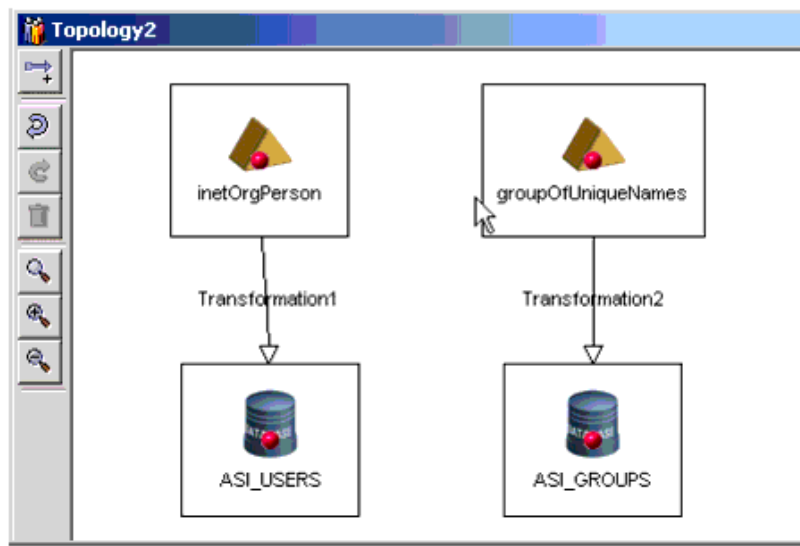 Topology2
inetOrgPerson
groupOfUniqueNames
Transformation1
Transformation2
ASI_USERS
ASI_GROUPS